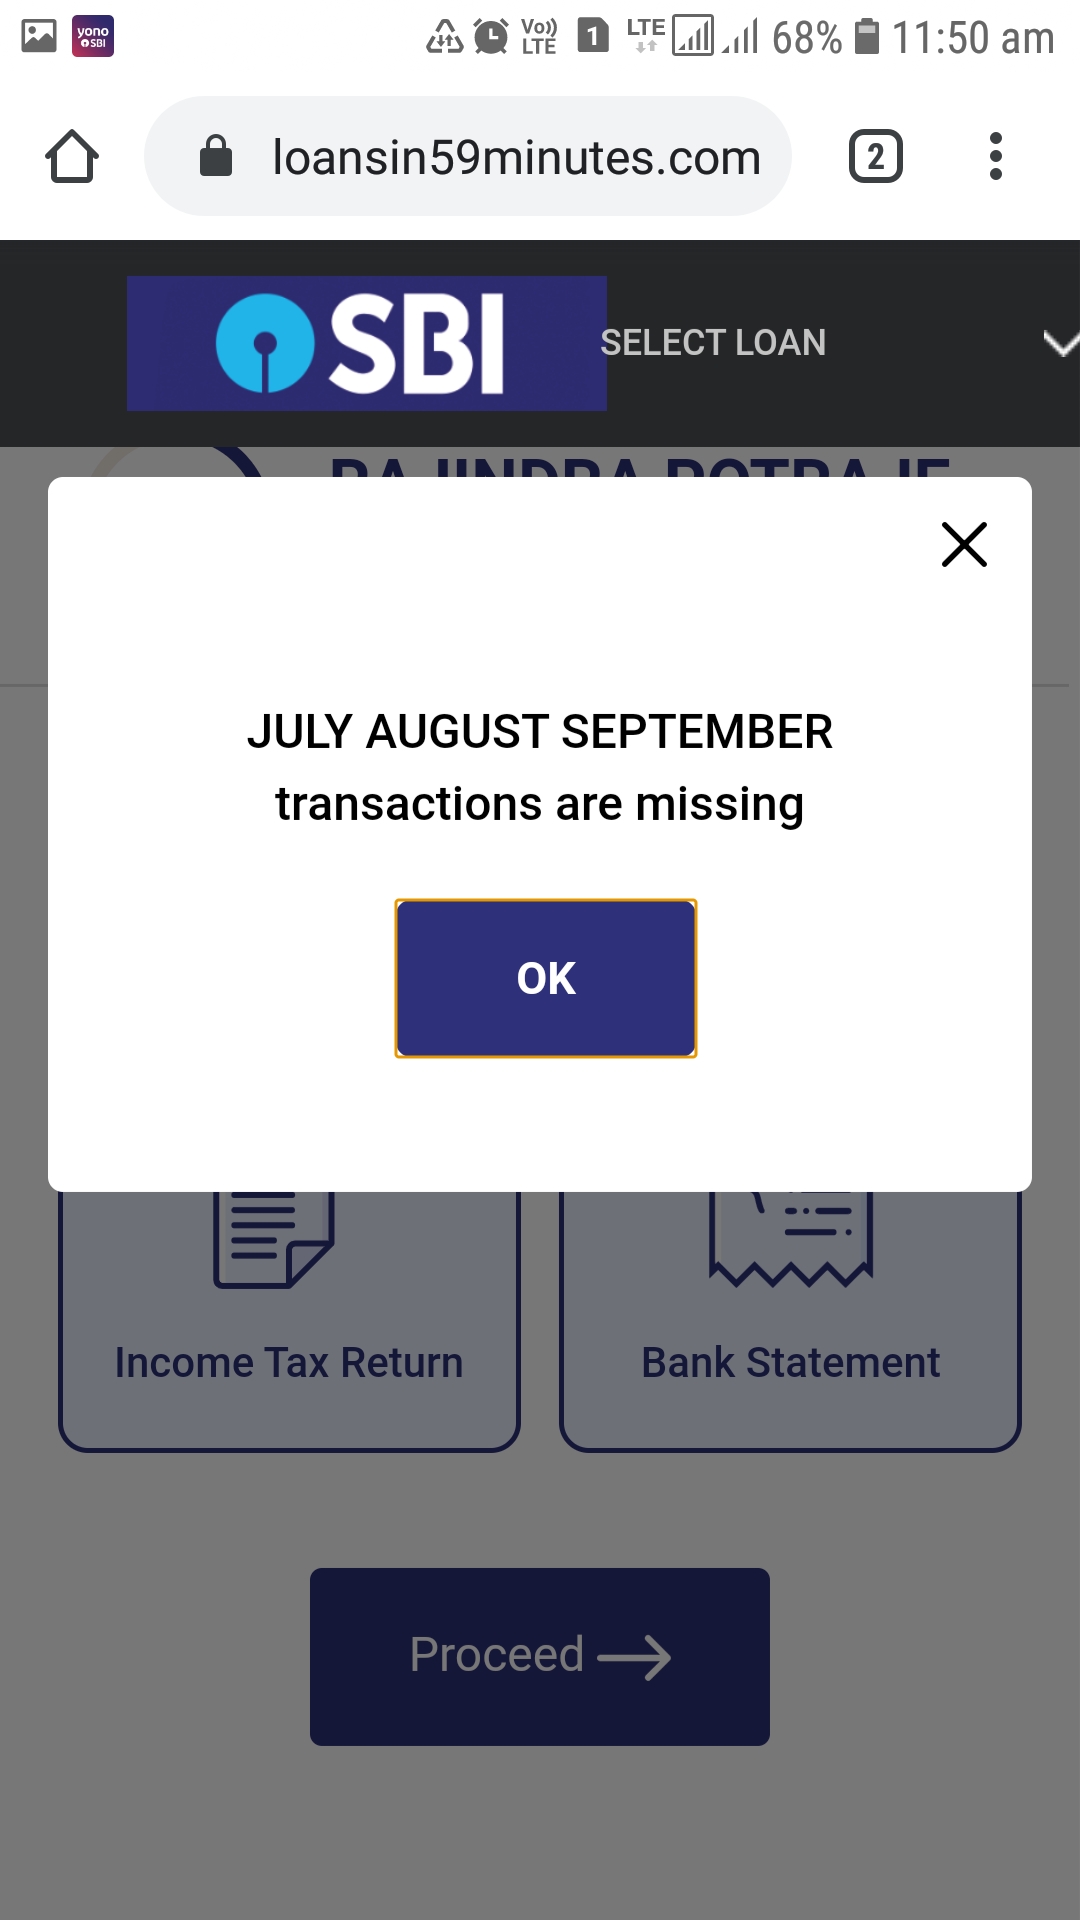 yono
SBI
Vo))
LTE
1
LTE
68%
11:50 am
loansin59minutes.com
2
SBI
SELECT LOAN
JULY AUGUST SEPTEMBER
transactions are missing
OK
Income Tax Return
Bank Statement
Proceed